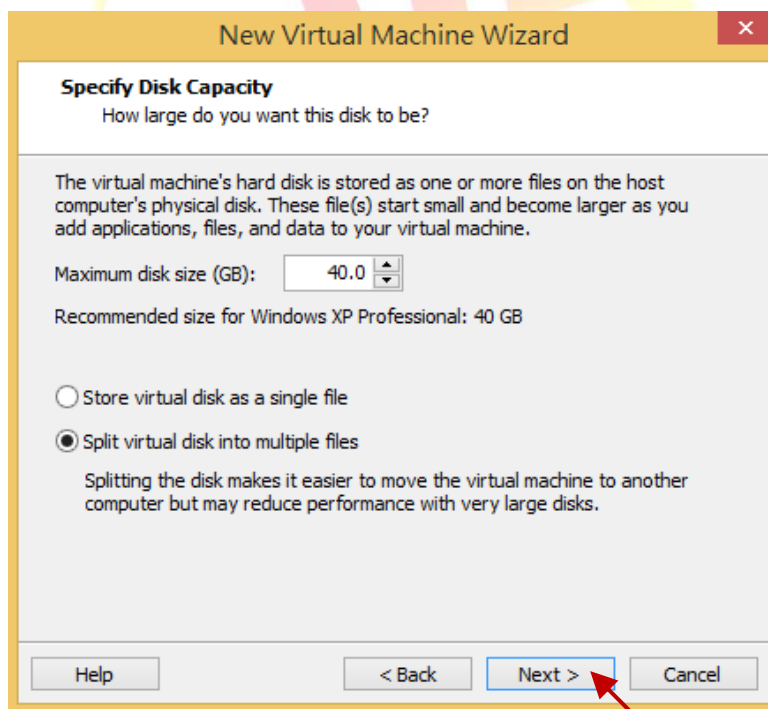 New Virtual Machine Wizard
Specify Disk Capacity
How large do you want this disk to be?
The virtual machine's hard disk is stored as one or more files on the host
computer's physical disk. These file(s) start small and become larger as you
add applications, files, and data to your virtual machine.
Maximum disk size (GB): 40.0
Recommended size for Windows XP Professional: 40 GB
Store virtual disk as a single file
Split virtual disk into multiple files
Splitting the disk makes it easier to move the virtual machine to another
computer but may reduce performance with very large disks.
Help < Back Next > Cancel